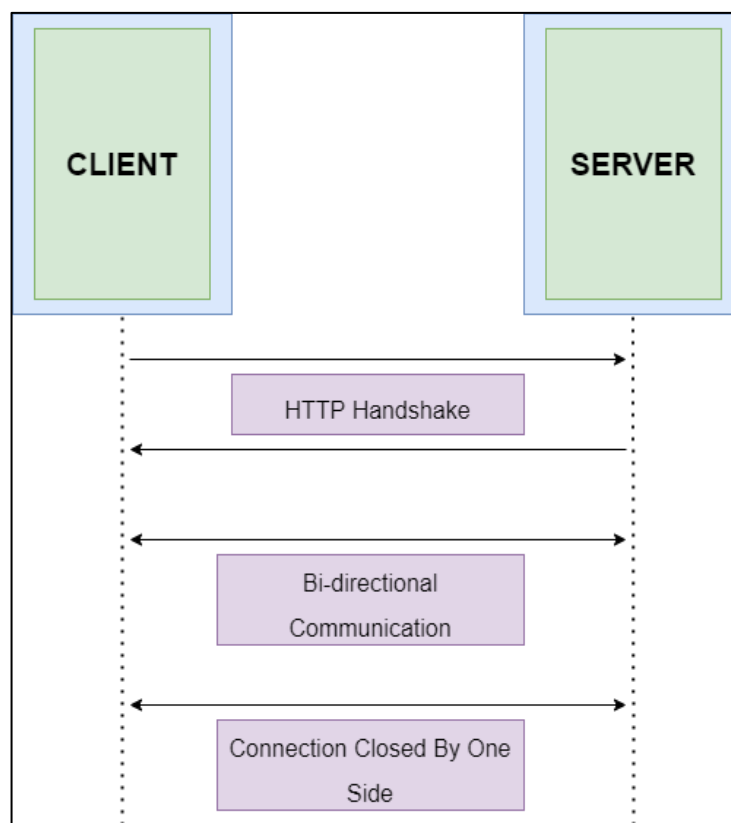 CLIENT
SERVER
HTTP Handshake
Bi-directional
Communication
Connection Closed By One
Side